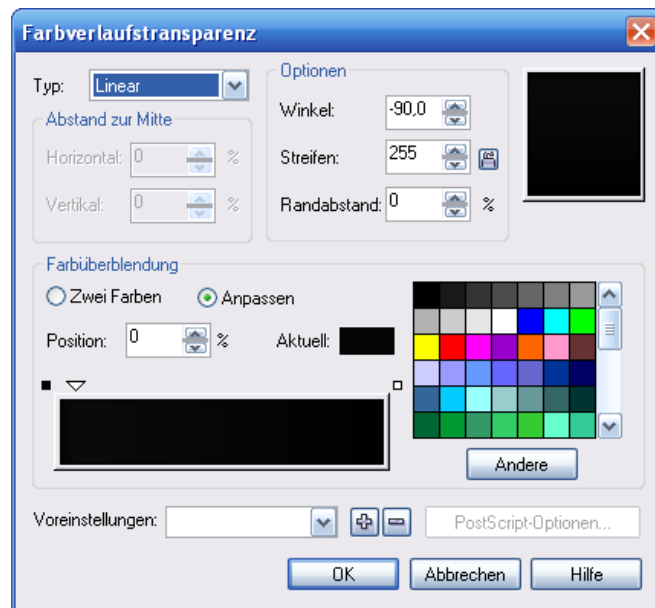 Farbverlaufstransparenz
Typ: Linear
Abstand zur Mitte
Horizontal: 0 %
Vertikal: 0 %
Optionen
Winkel: -90,0
Streifen: 255
Randabstand: 0 %
Farbüberblendung
Zwei Farben Anpassen
Position: 0 % Aktuell:
Andere
Voreinstellungen: PostScript-Optionen...
OK Abbrechen Hilfe